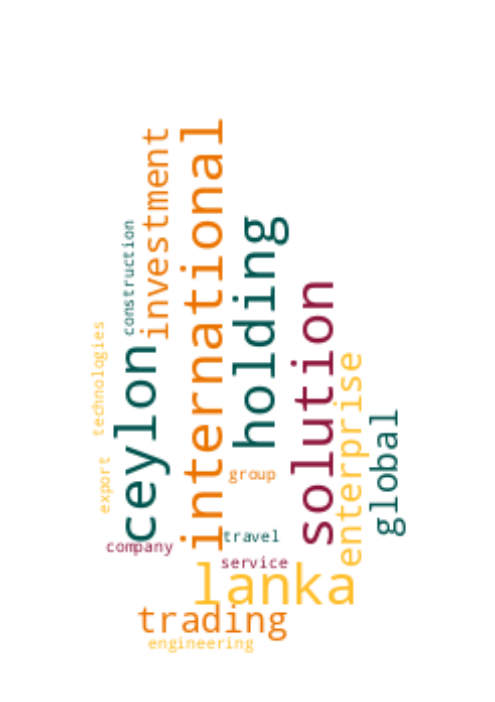 technologies
export
construction
ceylon
investment
international
holding
solution
enterprise
global
group
travel
company
service
lanka
trading
engineering